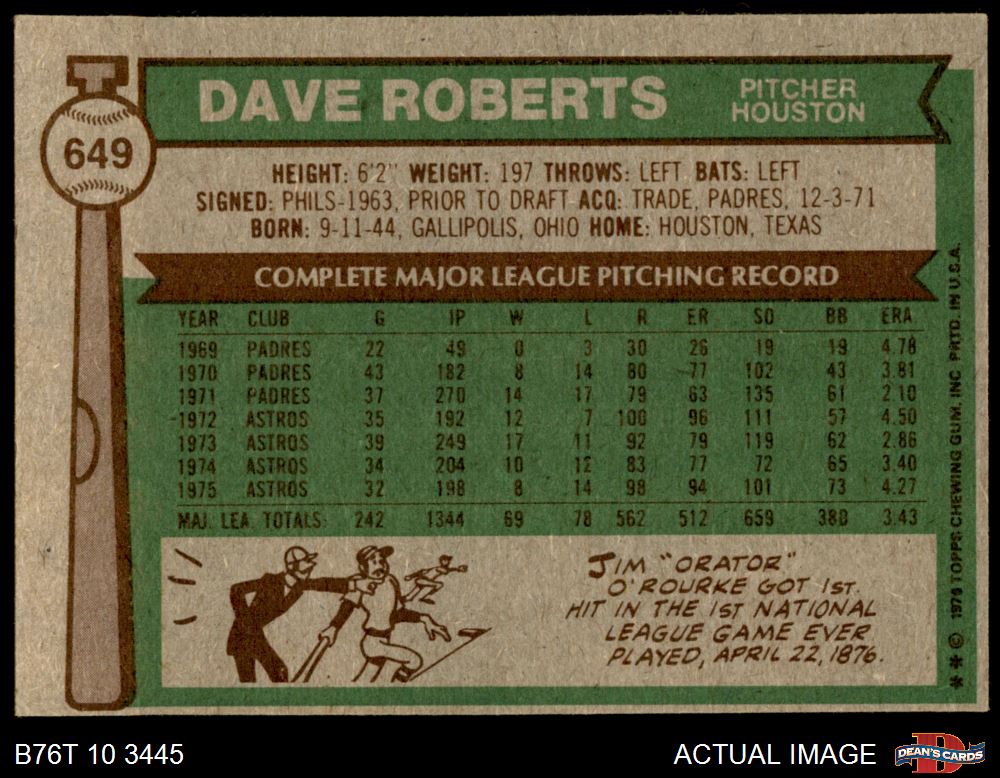 649
DAVE ROBERTS
PITCHER
HOUSTON
HEIGHT: 6'2" WEIGHT: 197 THROWS: LEFT BATS: LEFT
SIGNED: PHILS-1963, PRIOR TO DRAFT ACQ: TRADE, PADRES, 12-3-71
BORN: 9-11-44, GALLIPOLIS, OHIO HOME: HOUSTON, TEXAS
COMPLETE MAJOR LEAGUE PITCHING RECORD
YEAR CLUB G IP W L R ER SO BB ERA
1969 PADRES 22 49 0 3 30 26 19 19 4.78
1970 PADRES 43 182 8 14 80 77 102 43 3.81
1971 PADRES 37 270 14 17 79 63 135 61 2.10
1972 ASTROS 35 192 12 7 100 96 111 57 4.50
1973 ASTROS 39 249 17 11 92 79 119 62 2.86
1974 ASTROS 34 204 10 12 83 77 72 65 3.40
1975 ASTROS 32 198 8 14 98 94 101 73 4.27
MAJ. LEA. TOTALS 242 1344 69 78 562 512 659 380 3.43
JIM "ORATOR"
O'ROURKE GOT 1ST.
HIT IN THE 1ST NATIONAL
LEAGUE GAME EVER
PLAYED, APRIL 22, 1876.
** © 1976 TOPPS CHEWING GUM, INC. PRTD. IN U.S.A.
B76T 10 3445
ACTUAL IMAGE
DEAN'S CARDS